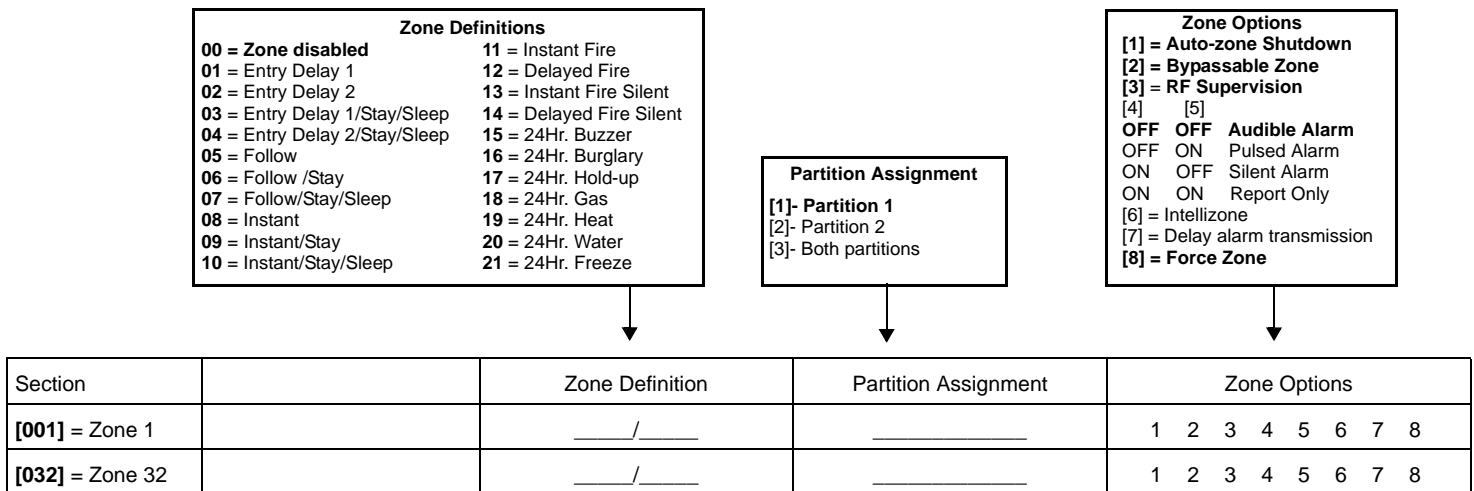 Zone Definitions
00 = Zone disabled
01 = Entry Delay 1
02 = Entry Delay 2
03 = Entry Delay 1/Stay/Sleep
04 = Entry Delay 2/Stay/Sleep
05 = Follow
06 = Follow /Stay
07 = Follow/Stay/Sleep
08 = Instant
09 = Instant/Stay
10 = Instant/Stay/Sleep
11 = Instant Fire
12 = Delayed Fire
13 = Instant Fire Silent
14 = Delayed Fire Silent
15 = 24Hr. Buzzer
16 = 24Hr. Burglary
17 = 24Hr. Hold-up
18 = 24Hr. Gas
19 = 24Hr. Heat
20 = 24Hr. Water
21 = 24Hr. Freeze
Partition Assignment
[1]- Partition 1
[2]- Partition 2
[3]- Both partitions
Zone Options
[1] = Auto-zone Shutdown
[2] = Bypassable Zone
[3] = RF Supervision
[4] [5]
OFF OFF Audible Alarm
OFF ON Pulsed Alarm
ON OFF Silent Alarm
ON ON Report Only
[6] = Intellizone
[7] = Delay alarm transmission
[8] = Force Zone
Section Zone Definition Partition Assignment Zone Options
[001] = Zone 1 _____/_____ _____________ 1 2 3 4 5 6 7 8
[032] = Zone 32 _____/_____ _____________ 1 2 3 4 5 6 7 8